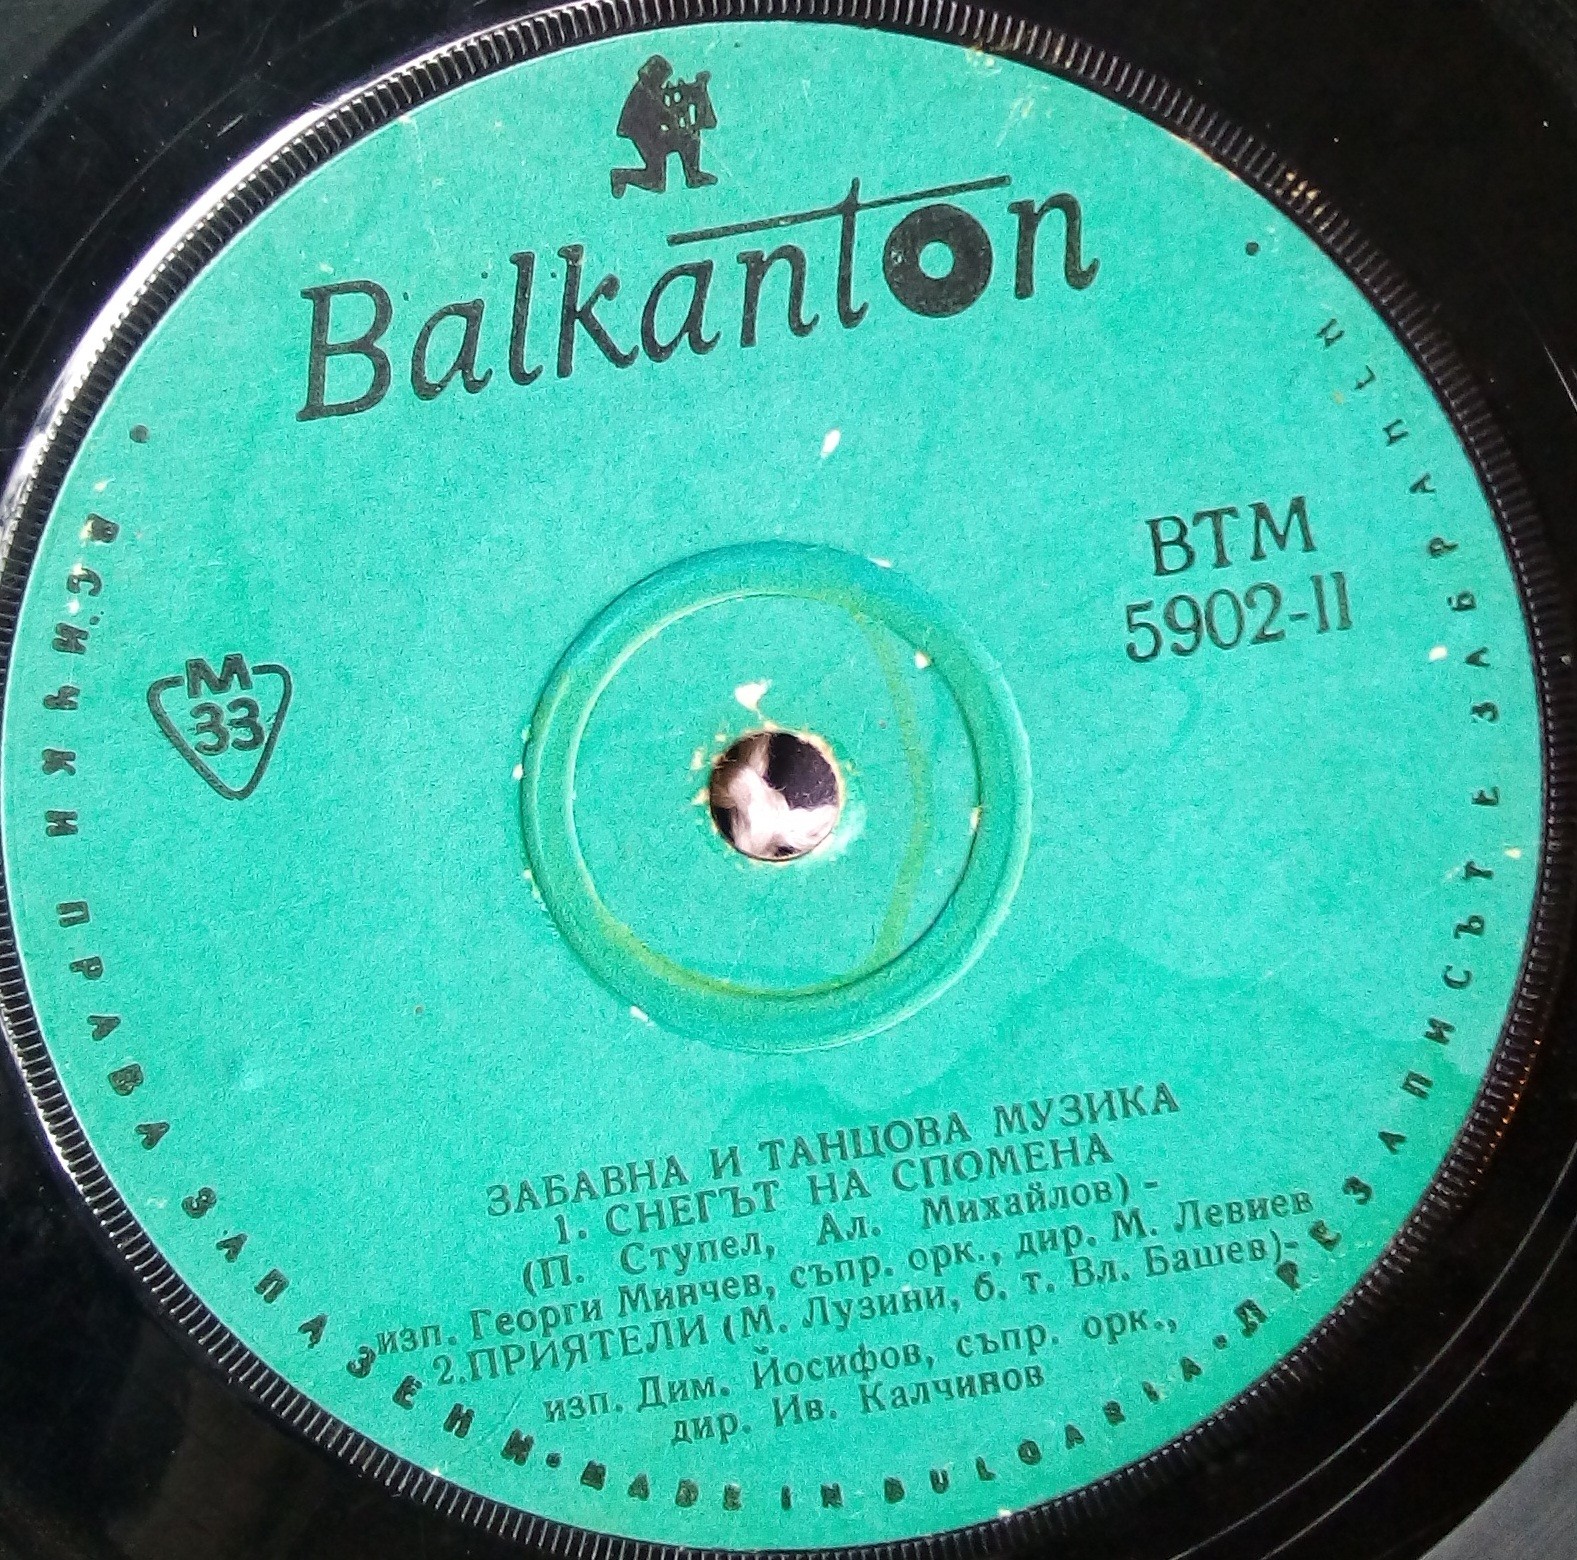 Balkanton
ВТМ
5902-II
М
33
ЗАБАВНА И ТАНЦОВА МУЗИКА
1. СНЕГЪТ НА СПОМЕНА
(П. Ступел, Ал. Михайлов) -
изп. Георги Минчев, съпр. орк., дир. М. Левиев
2.ПРИЯТЕЛИ (М. Лузини, б. т. Вл. Башев)-
изп. Дим. Йосифов, съпр. орк.,
дир. Ив. Калчинов
ВСИЧКИ ПРАВА ЗАПАЗЕНИ • MADE IN BULGARIA • ПРЕЗАПИСЪТ Е ЗАБРАНЕН